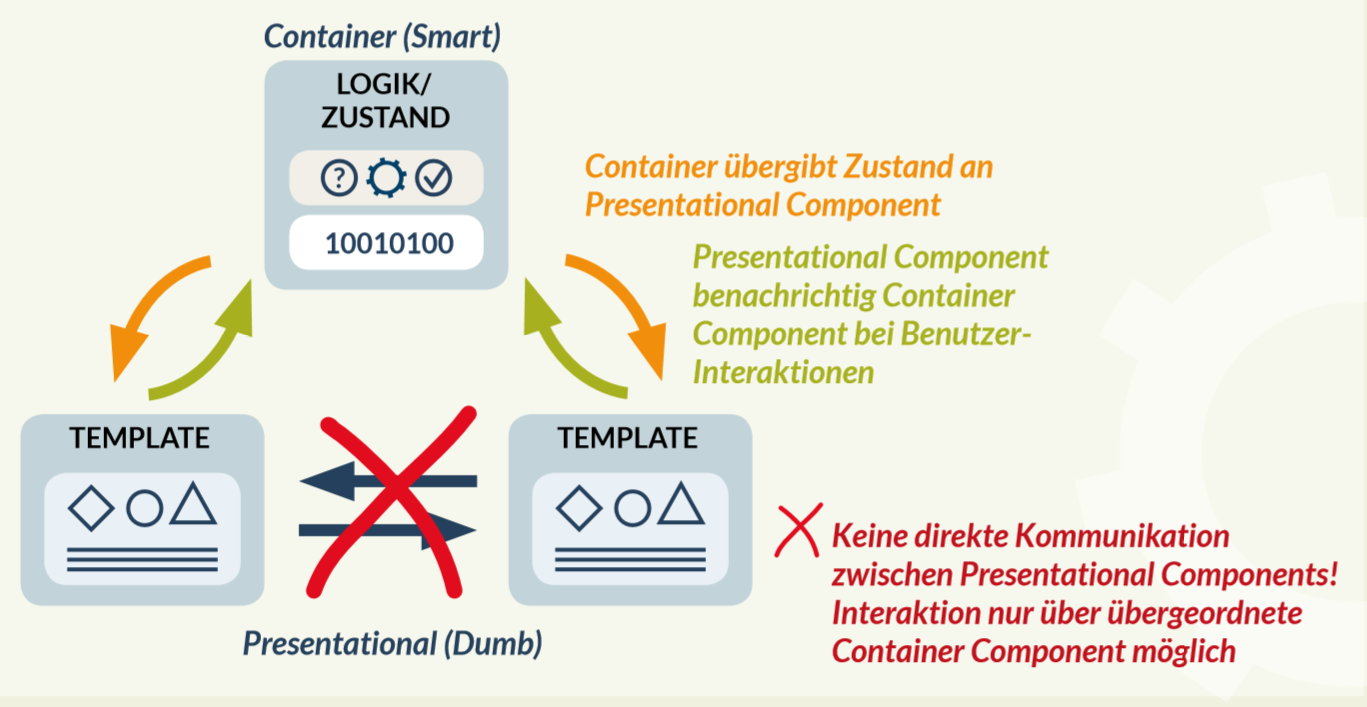 Container (Smart)
LOGIK/
ZUSTAND
?
10010100
Container übergibt Zustand an
Presentational Component
Presentational Component
benachrichtig Container
Component bei Benutzer-
Interaktionen
TEMPLATE
TEMPLATE
Keine direkte Kommunikation
zwischen Presentational Components!
Interaktion nur über übergeordnete
Container Component möglich
Presentational (Dumb)